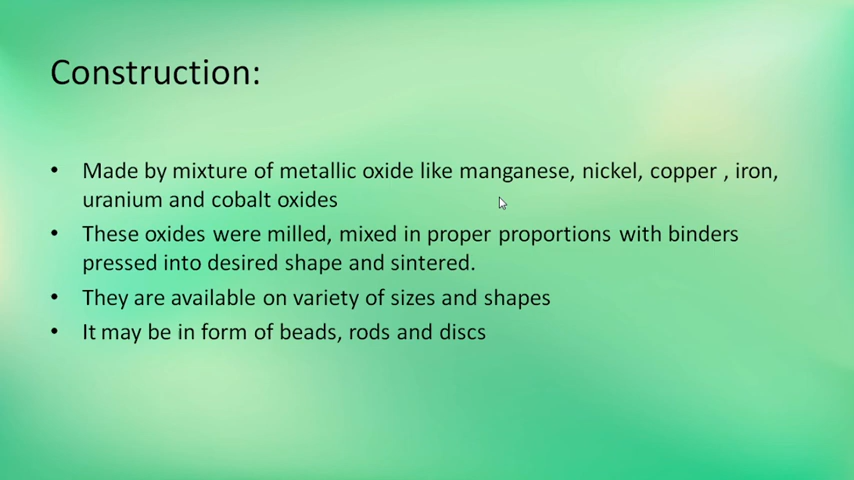 Construction:
• Made by mixture of metallic oxide like manganese, nickel, copper , iron,
uranium and cobalt oxides
• These oxides were milled, mixed in proper proportions with binders
pressed into desired shape and sintered.
• They are available on variety of sizes and shapes
• It may be in form of beads, rods and discs